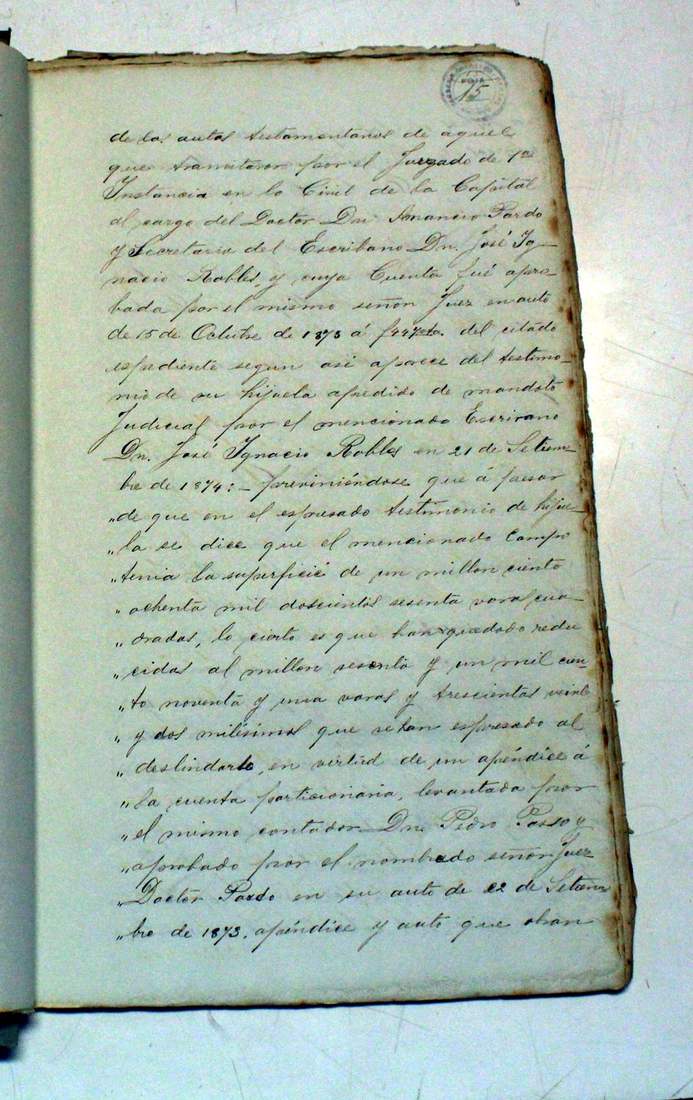 15
de los autos testamentarios de aquel
que tramitaron por el Juzgado de 1ª
Instancia en lo Civil de la Capital
al cargo del Doctor Dn. Amancio Pardo
y Secretaria del Escribano Dn. José Ig-
nacio Robles, y cuya Cuenta fué apro-
bada por el mismo señor Juez en auto
de 15 de Octubre de 1873 á del citado
espediente segun asi aparece del testimo-
nio de su hijuela apedido de mandato
Judicial por el mencionado Escrirano
Dn. José Ignacio Robles en 21 de Setiem-
bre de 1874:- previniéndose que á pesar
„de que en el espresado testimonio de hijue-
„la se dice que el mencionado Campo
„tenia la superficie de un millon ciento
„ochenta mil doscientas sesenta varas cua-
„dradas, lo cierto es que han quedado redu
„cidas al millon sesenta y un mil cien-
„to noventa y una varas y trescientas veinte
„y dos milésimas que se han espresado al
„deslindarlo, en virtud de un apéndice á
„la cuenta particionaria, levantada por
„el mismo contador Dn. Pedro Passo y
„aprobado por el nombrado señor Juez
„Doctor Pardo en su auto de 22 de Setiem
„bre de 1873. apéndice y auto que obran